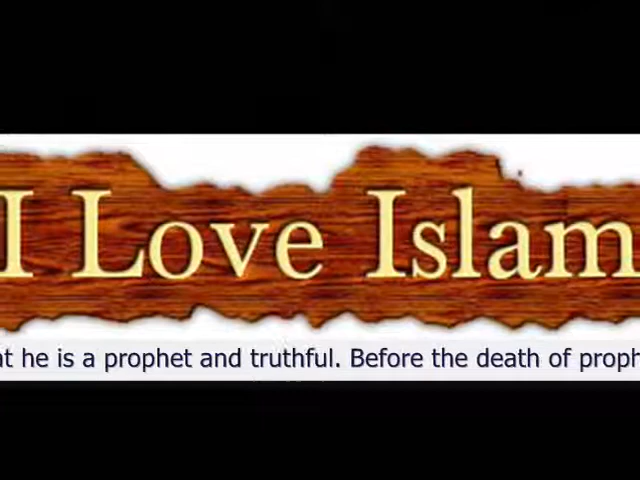 I Love Islam
at he is a prophet and truthful. Before the death of proph